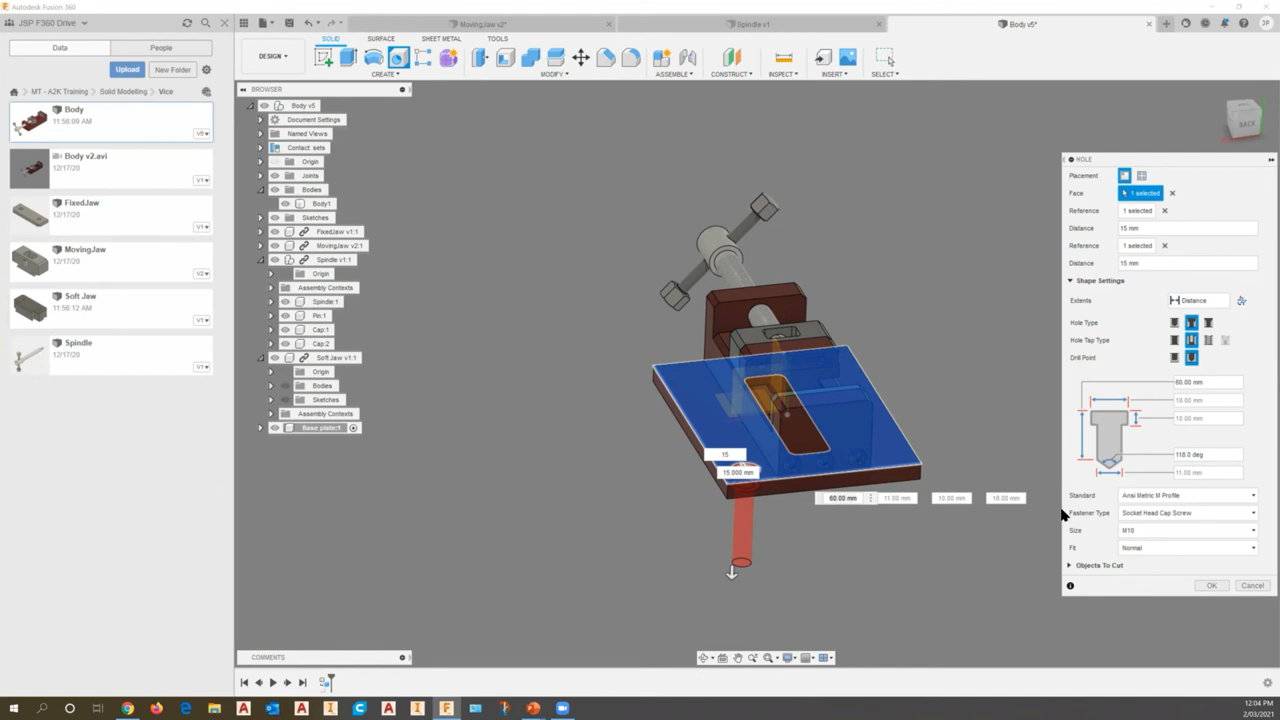 Autodesk Fusion 360
JSP F360 Drive
MovingJaw v2*
Spindle v1
Body v5*
JP
Data
People
Upload
New Folder
MT - A2K Training
Solid Modelling
Vice
Body
11:56:09 AM
V5
Body v2.avi
12/17/20
V1
FixedJaw
12/17/20
V1
MovingJaw
12/17/20
V2
Soft Jaw
11:56:12 AM
V1
Spindle
12/17/20
V1
DESIGN
SOLID
SURFACE
SHEET METAL
TOOLS
CREATE
MODIFY
ASSEMBLE
CONSTRUCT
INSPECT
INSERT
SELECT
BROWSER
Body v5
Document Settings
Named Views
Contact: sets
Origin
Joints
Bodies
Body1
Sketches
FixedJaw v1:1
MovingJaw v2:1
Spindle v1:1
Origin
Assembly Contexts
Spindle:1
Pin:1
Cap:1
Cap:2
Soft Jaw v1:1
Origin
Bodies
Sketches
Assembly Contexts
Base plate:1
BACK
15
15.000 mm
60.00 mm
11.00 mm
10.00 mm
18.00 mm
HOLE
Placement
Face
1 selected
Reference
1 selected
Distance
15 mm
Reference
1 selected
Distance
15 mm
Shape Settings
Extents
Distance
Hole Type
Hole Tap Type
Drill Point
60.00 mm
18.00 mm
10.00 mm
118.0 deg
11.00 mm
Standard
Ansi Metric M Profile
Fastener Type
Socket Head Cap Screw
Size
M10
Fit
Normal
Objects To Cut
OK
Cancel
COMMENTS
12:04 PM
2/03/2021